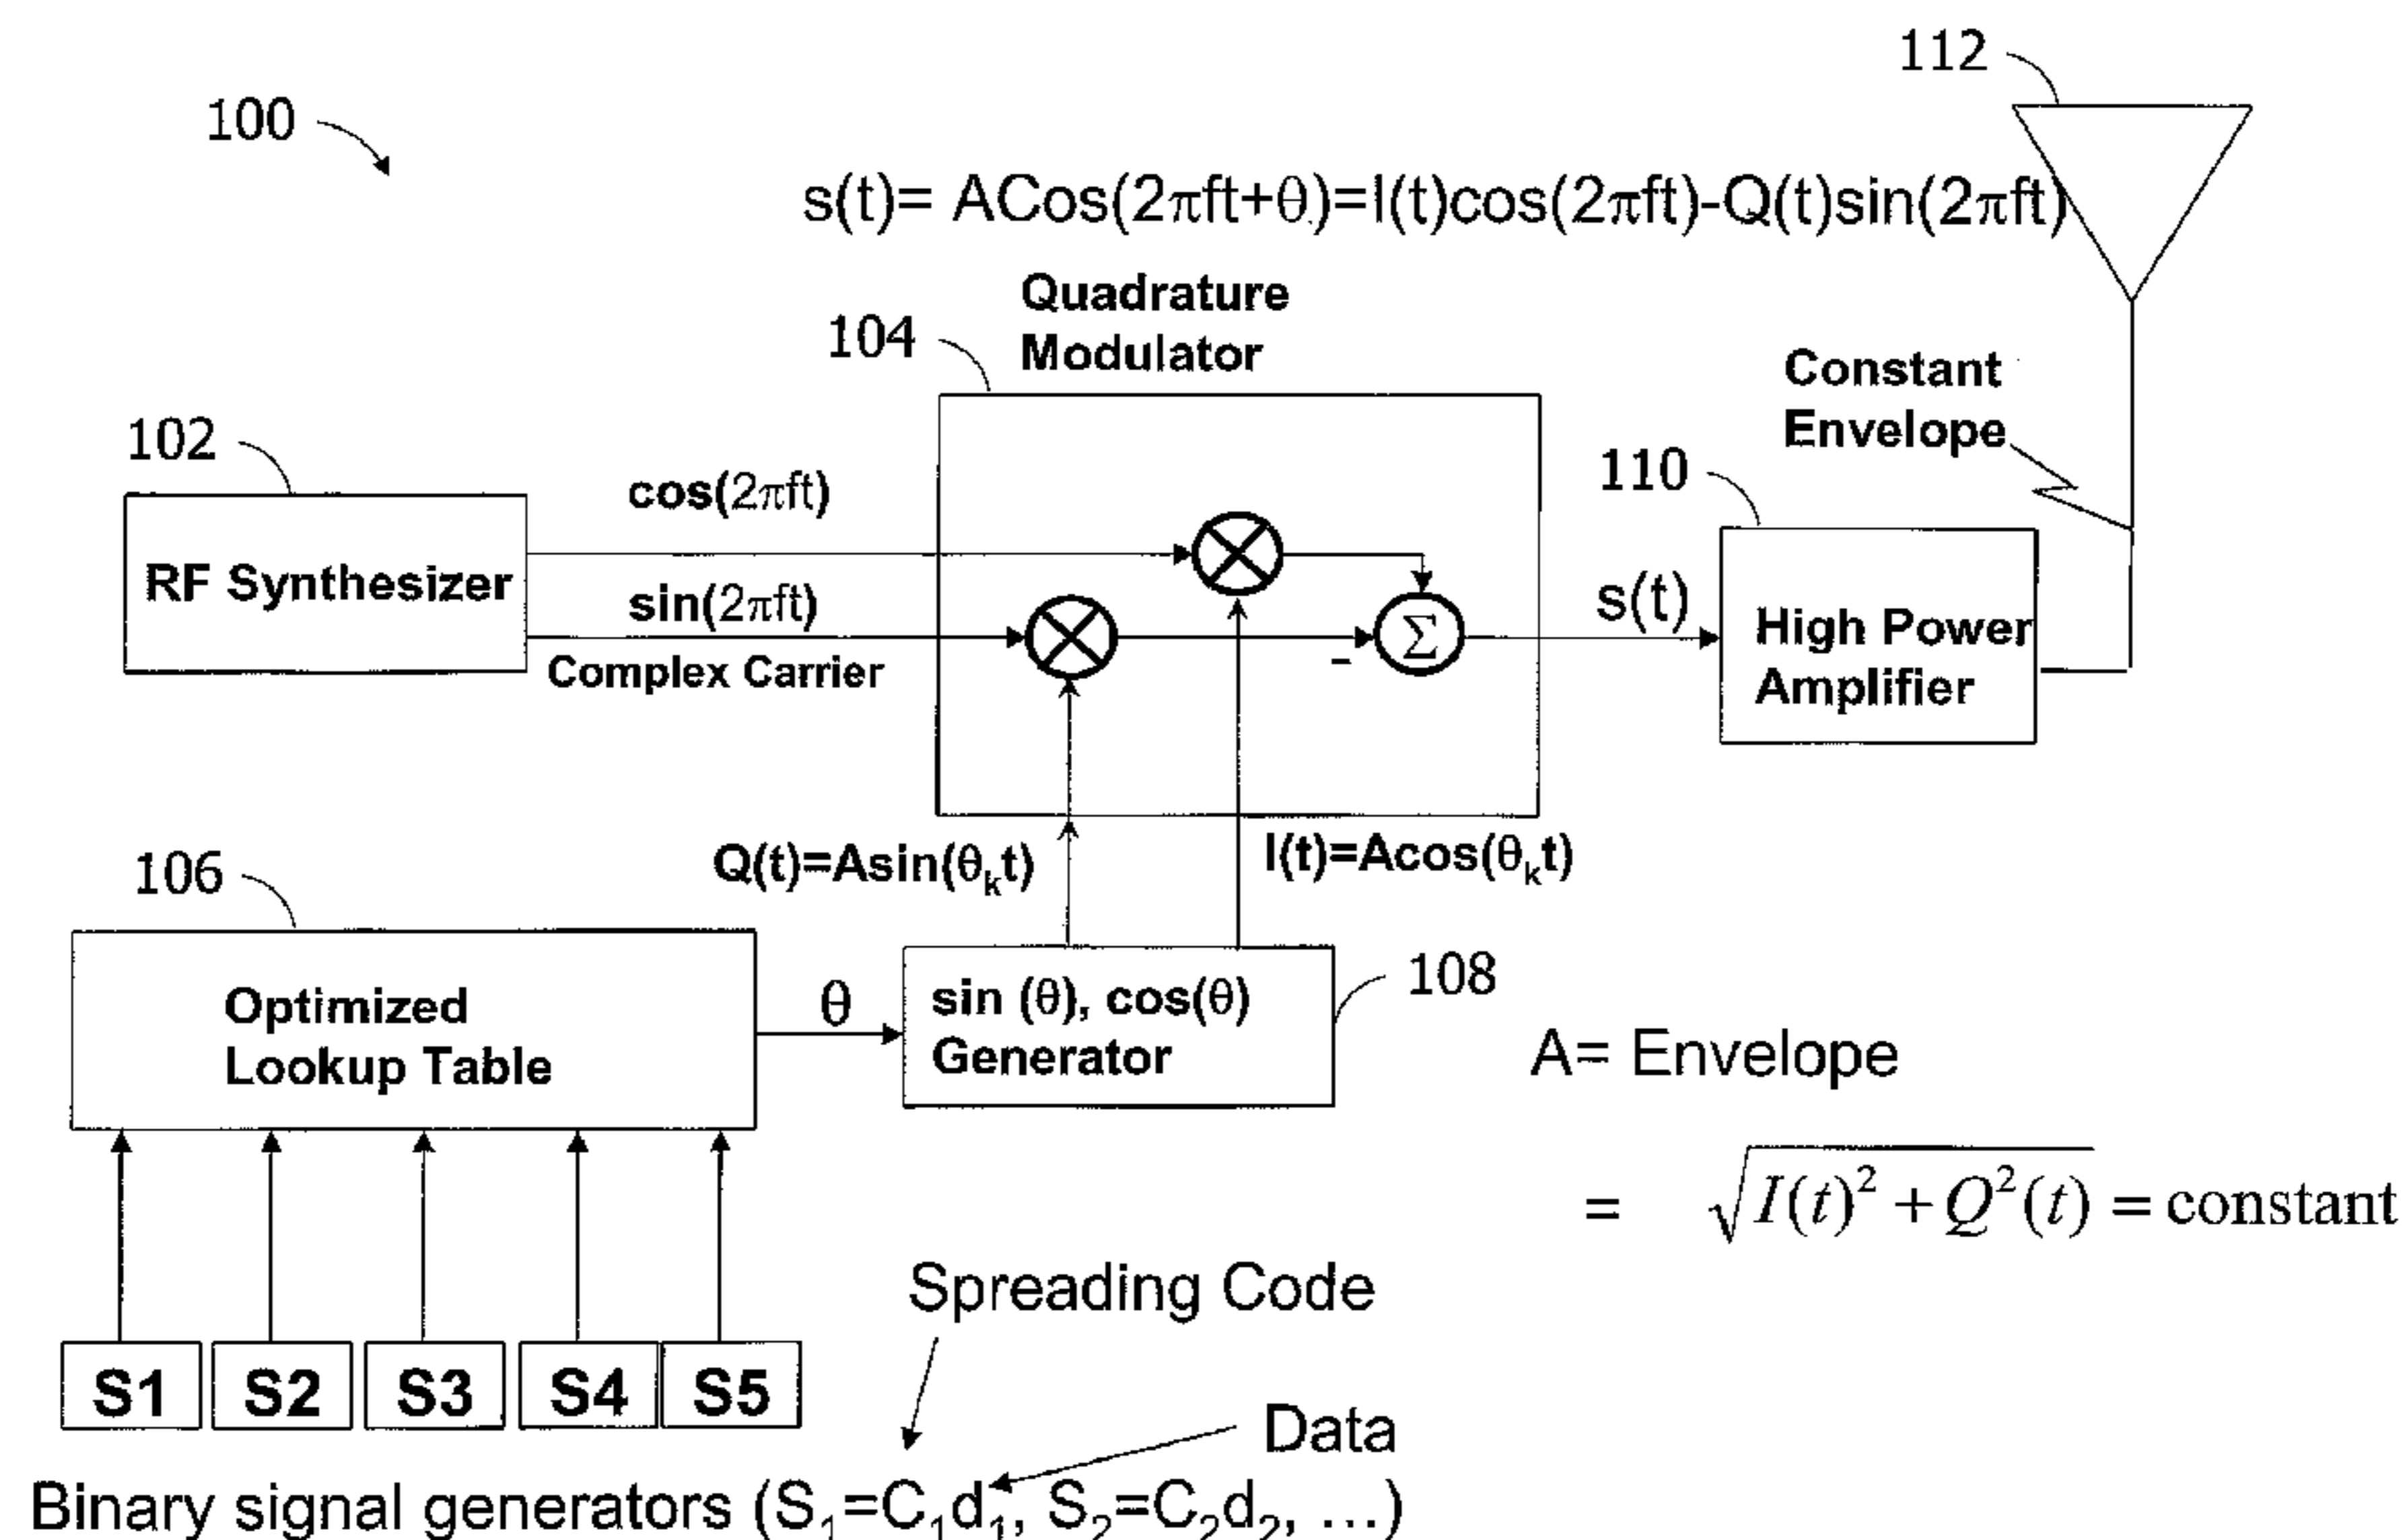 112
100
s(t)= ACos(2πft+θ)=I(t)cos(2πft)-Q(t)sin(2πft)
Quadrature
Modulator
104
Constant
Envelope
102
110
cos(2πft)
RF Synthesizer
sin(2πft)
Complex Carrier
Σ
-
s(t)
High Power
Amplifier
Q(t)=Asin(θₖt)
I(t)=Acos(θₖt)
106
Optimized
Lookup Table
θ
sin (θ), cos(θ)
Generator
108
A= Envelope
= √I(t)² + Q²(t) = constant
Spreading Code
S1 S2 S3 S4 S5
Data
Binary signal generators (S₁=C₁d₁, S₂=C₂d₂, ...)